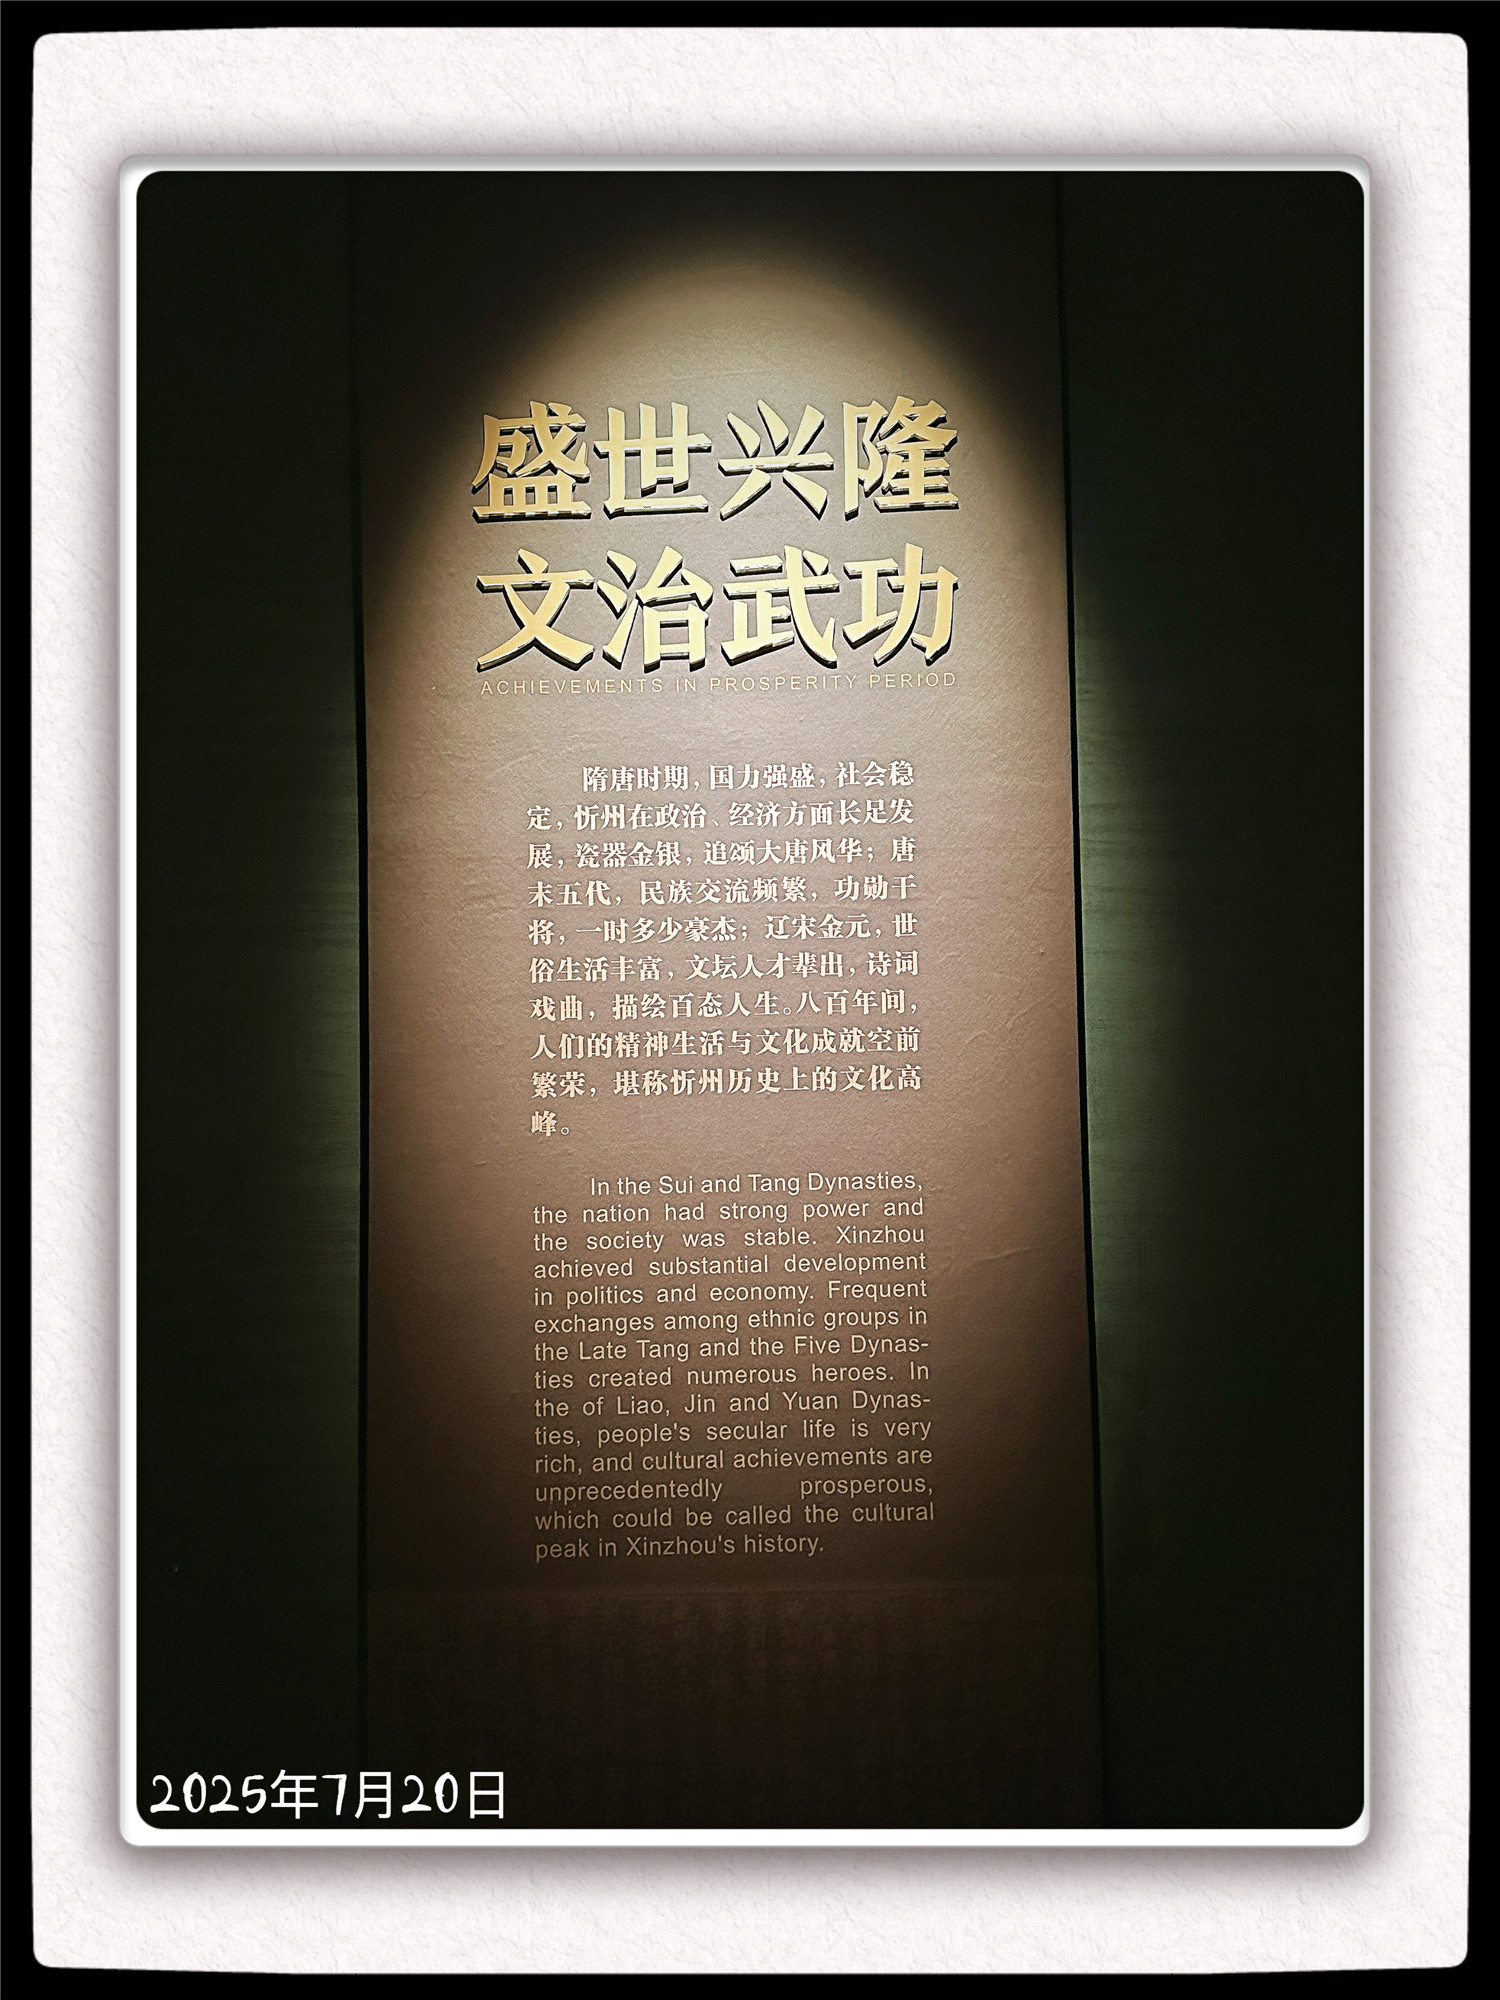 盛世兴隆
文治武功
ACHIEVEMENTS IN PROSPERITY PERIOD
隋唐时期，国力强盛，社会稳
定，忻州在政治、经济方面长足发
展，瓷器金银，追颂大唐风华；唐
末五代，民族交流频繁，功勋干
将，一时多少豪杰；辽宋金元，世
俗生活丰富，文坛人才辈出，诗词
戏曲，描绘百态人生。八百年间，
人们的精神生活与文化成就空前
繁荣，堪称忻州历史上的文化高
峰。
In the Sui and Tang Dynasties,
the nation had strong power and
the society was stable. Xinzhou
achieved substantial development
in politics and economy. Frequent
exchanges among ethnic groups in
the Late Tang and the Five Dynas-
ties created numerous heroes. In
the of Liao, Jin and Yuan Dynas-
ties, people's secular life is very
rich, and cultural achievements are
unprecedentedly prosperous,
which could be called the cultural
peak in Xinzhou's history.
2025年7月20日